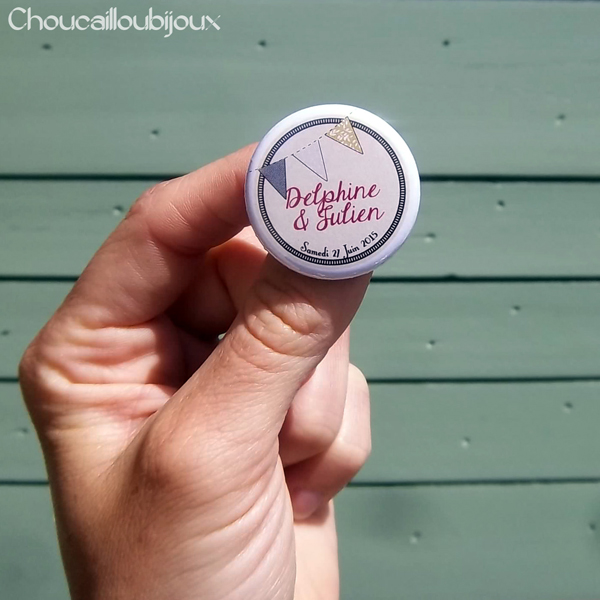 Choucailloubijoux
Delphine
& Julien
Samedi 27 Juin 2015